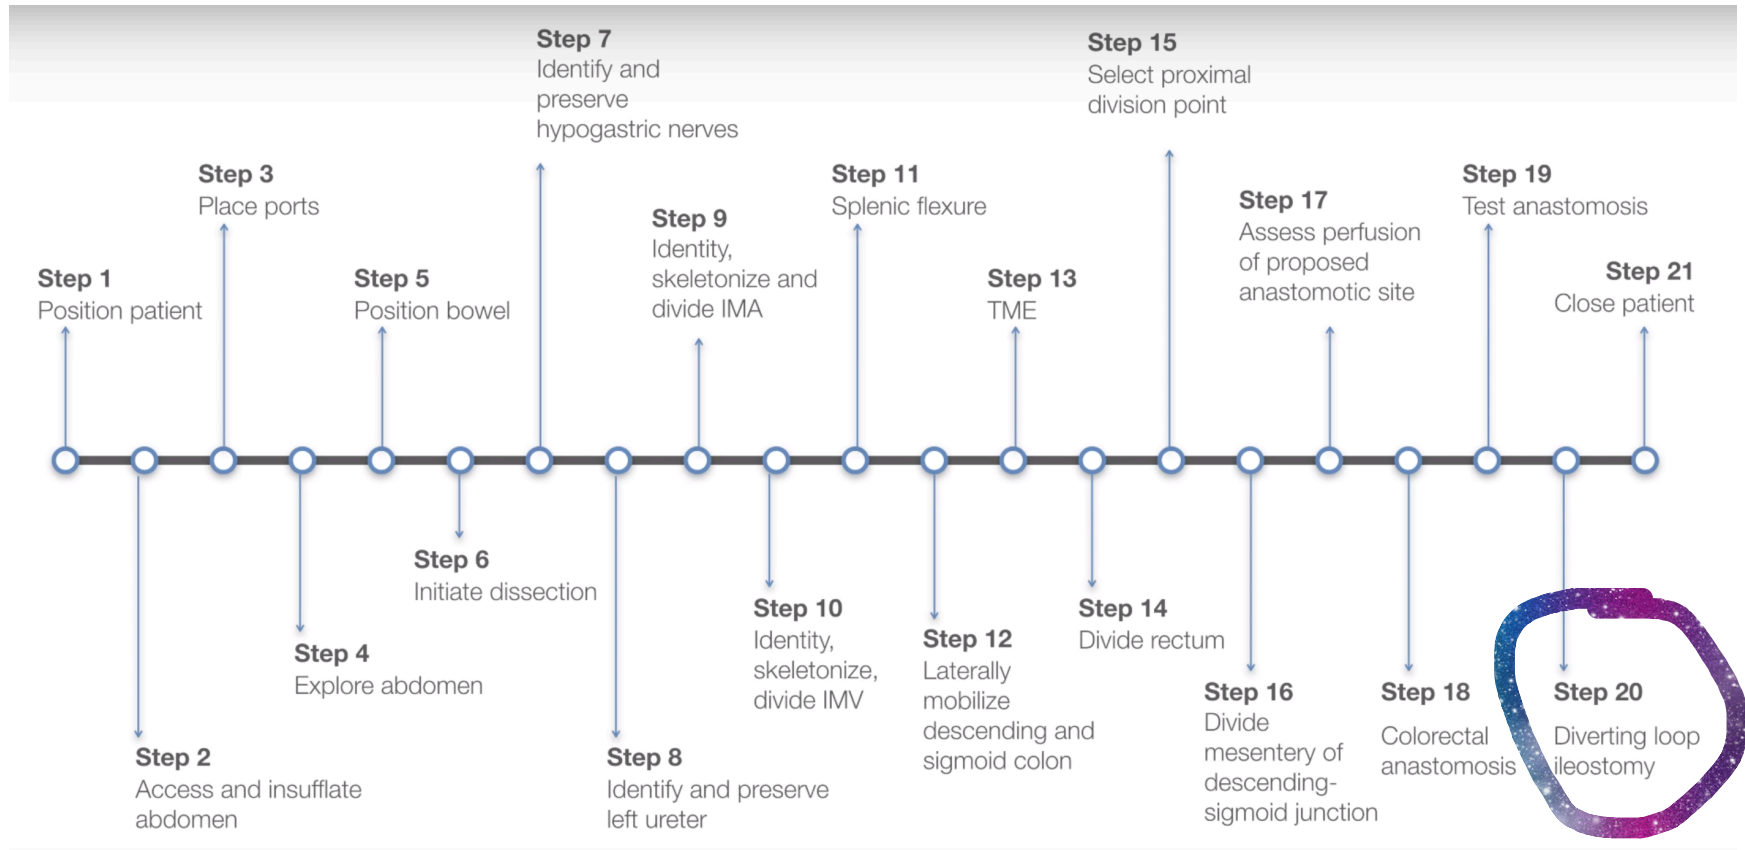 Step 1
Position patient
Step 2
Access and insufflate
abdomen
Step 3
Place ports
Step 4
Explore abdomen
Step 5
Position bowel
Step 6
Initiate dissection
Step 7
Identify and
preserve
hypogastric nerves
Step 8
Identify and preserve
left ureter
Step 9
Identity,
skeletonize and
divide IMA
Step 10
Identity,
skeletonize,
divide IMV
Step 11
Splenic flexure
Step 12
Laterally
mobilize
descending and
sigmoid colon
Step 13
TME
Step 14
Divide rectum
Step 15
Select proximal
division point
Step 16
Divide
mesentery of
descending-
sigmoid junction
Step 17
Assess perfusion
of proposed
anastomotic site
Step 18
Colorectal
anastomosis
Step 19
Test anastomosis
Step 20
Diverting loop
ileostomy
Step 21
Close patient